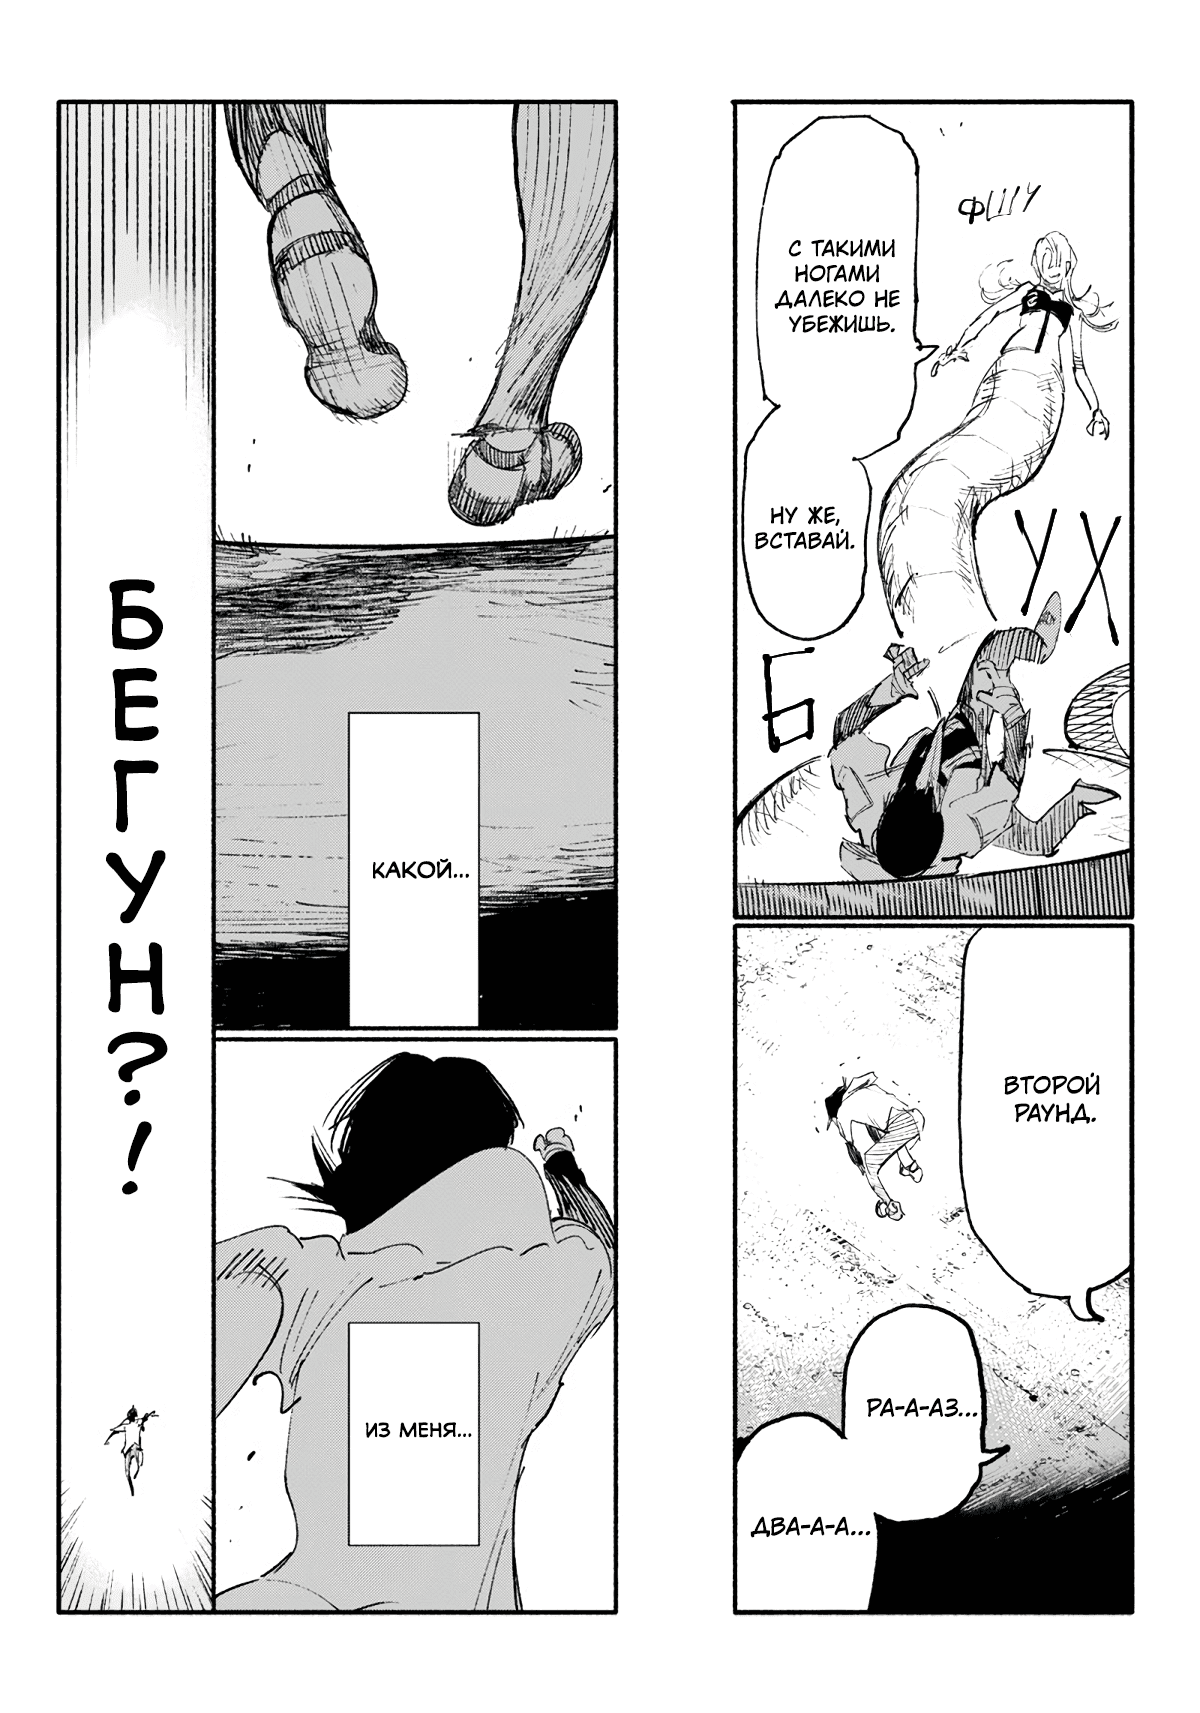 ФШУ
С ТАКИМИ
НОГАМИ
ДАЛЕКО НЕ
УБЕЖИШЬ.
НУ ЖЕ,
ВСТАВАЙ.
БУХ
ВТОРОЙ
РАУНД.
РА-А-АЗ...
ДВА-А-А...
КАКОЙ...
ИЗ МЕНЯ...
БЕГУН?!